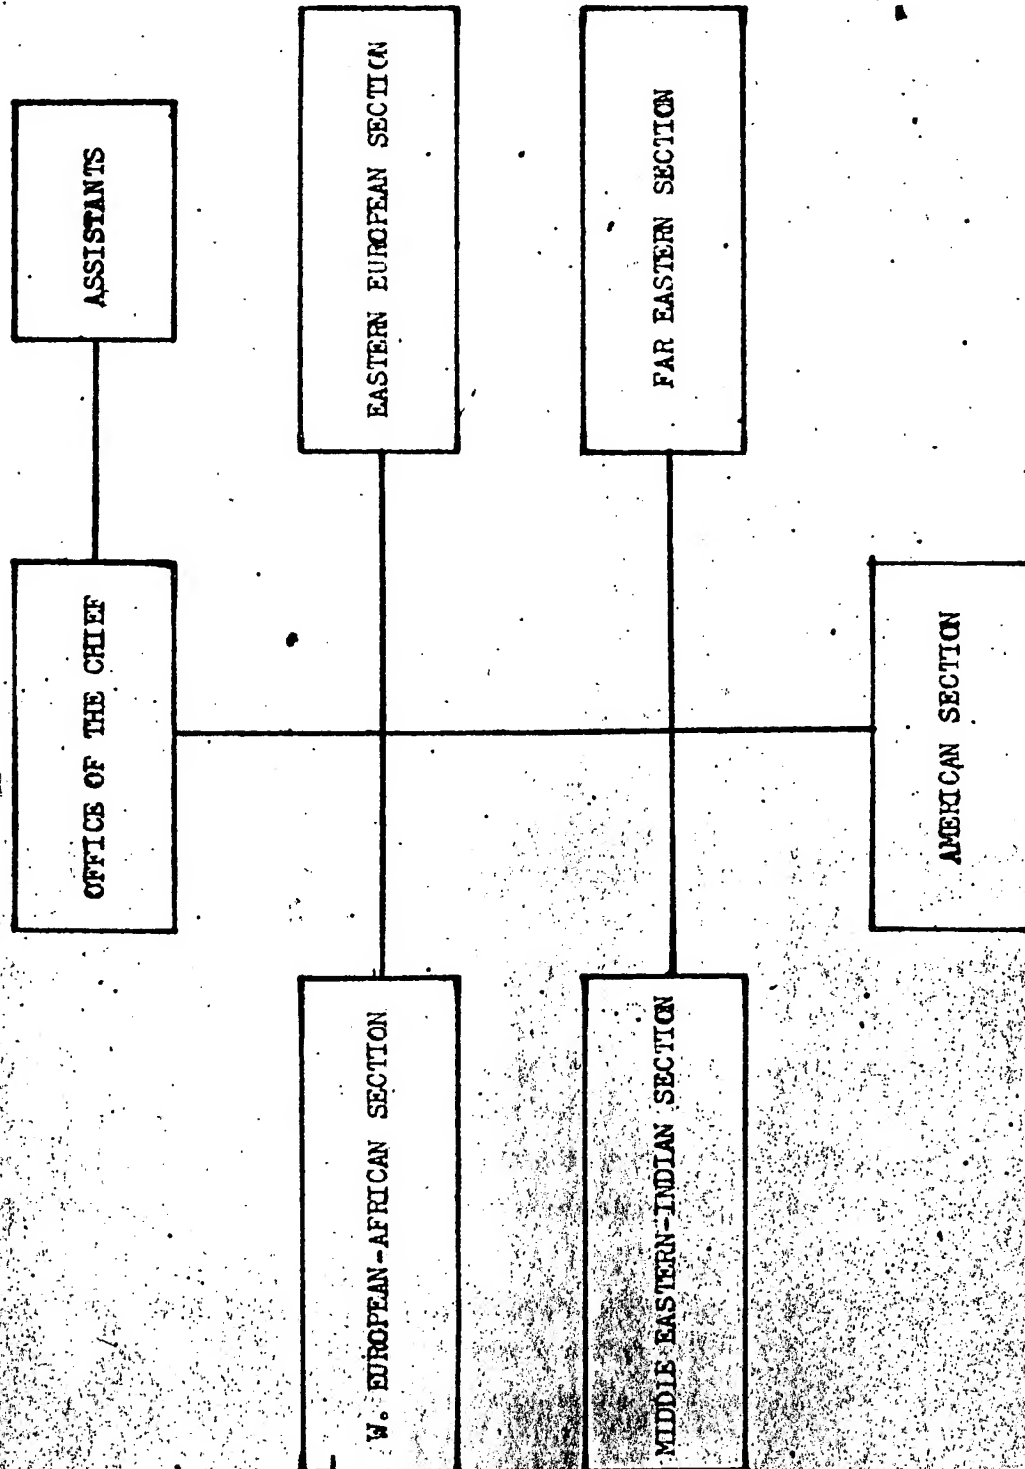 OFFICE OF THE CHIEF
ASSISTANTS
W. EUROPEAN-AFRICAN SECTION
EASTERN EUROPEAN SECTION
MIDDLE EASTERN-INDIAN SECTION
FAR EASTERN SECTION
AMERICAN SECTION